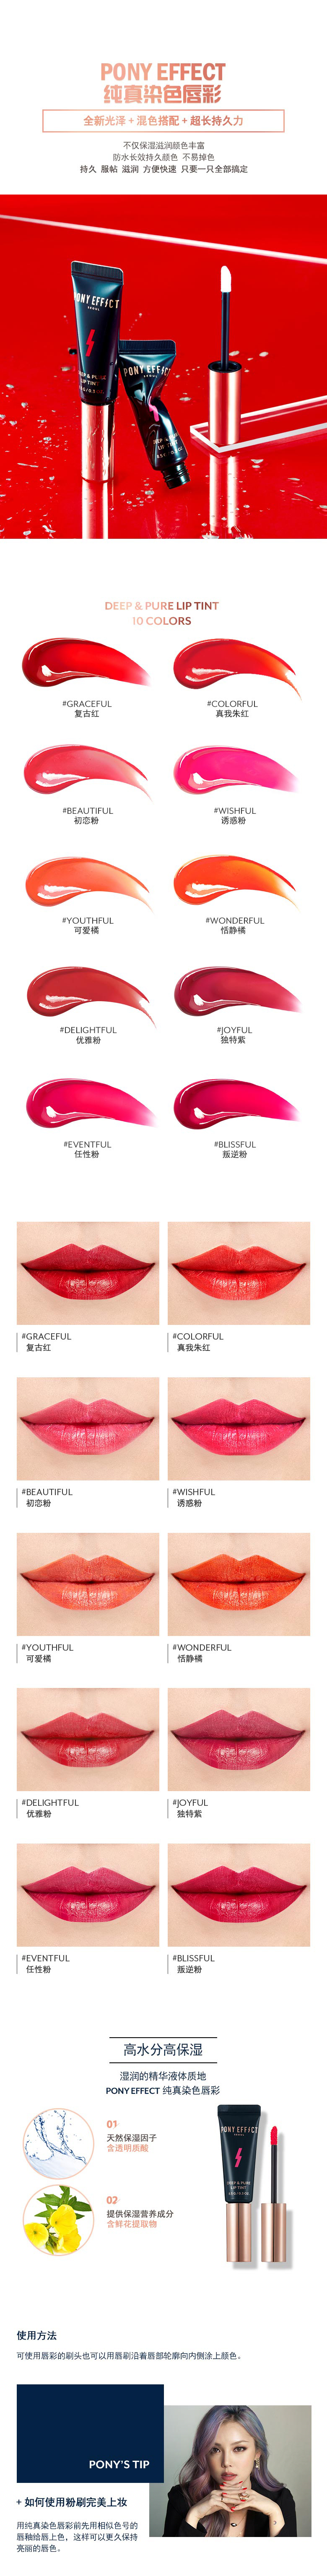 PONY EFFECT
纯真染色唇彩
全新光泽 + 混色搭配 + 超长持久力
不仅保湿滋润颜色丰富
防水长效持久颜色 不易掉色
持久 服帖 滋润 方便快速 只要一只全部搞定
PONY EFFECT
SEOUL
PONY EFFECT
SEOUL
DEEP & PURE
LIP TINT
DEEP & PURE LIP TINT
10 COLORS
#GRACEFUL
复古红
#COLORFUL
真我朱红
#BEAUTIFUL
初恋粉
#WISHFUL
诱惑粉
#YOUTHFUL
可爱橘
#WONDERFUL
恬静橘
#DELIGHTFUL
优雅粉
#JOYFUL
独特紫
#EVENTFUL
任性粉
#BLISSFUL
叛逆粉
#GRACEFUL
复古红
#COLORFUL
真我朱红
#BEAUTIFUL
初恋粉
#WISHFUL
诱惑粉
#YOUTHFUL
可爱橘
#WONDERFUL
恬静橘
#DELIGHTFUL
优雅粉
#JOYFUL
独特紫
#EVENTFUL
任性粉
#BLISSFUL
叛逆粉
高水分高保湿
湿润的精华液体质地
PONY EFFECT 纯真染色唇彩
01
天然保湿因子
含透明质酸
02
提供保湿营养成分
含鲜花提取物
PONY EFFECT
SEOUL
DEEP & PURE
LIP TINT
使用方法
可使用唇彩的刷头也可以用唇刷沿着唇部轮廓向内侧涂上颜色。
PONY'S TIP
+ 如何使用粉刷完美上妆
用纯真染色唇彩前先用相似色号的
唇釉给唇上色，这样可以更久保持
亮丽的唇色。